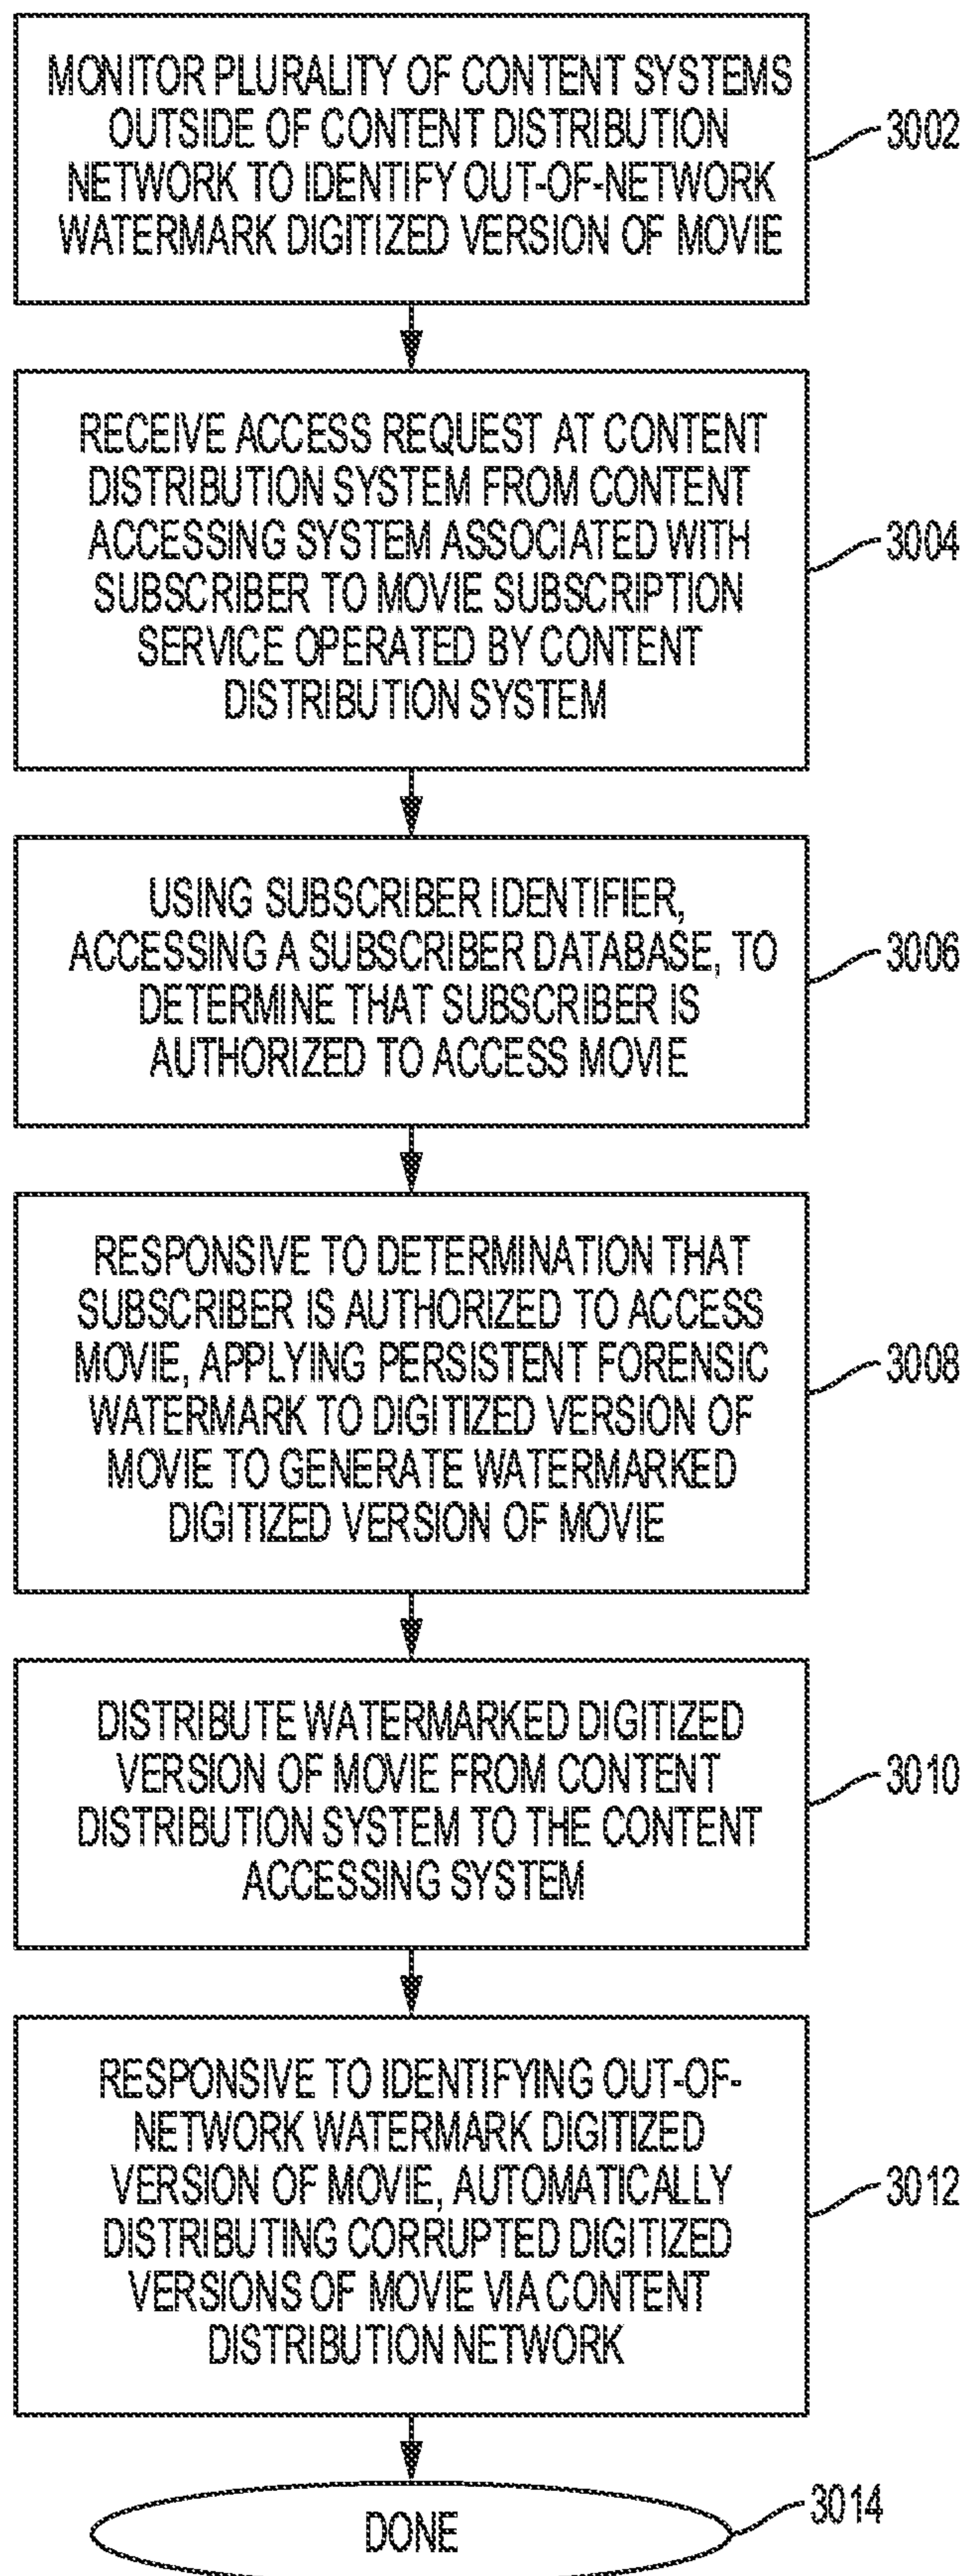 MONITOR PLURALITY OF CONTENT SYSTEMS
OUTSIDE OF CONTENT DISTRIBUTION
NETWORK TO IDENTIFY OUT-OF-NETWORK
WATERMARK DIGITIZED VERSION OF MOVIE
3002
RECEIVE ACCESS REQUEST AT CONTENT
DISTRIBUTION SYSTEM FROM CONTENT
ACCESSING SYSTEM ASSOCIATED WITH
SUBSCRIBER TO MOVIE SUBSCRIPTION
SERVICE OPERATED BY CONTENT
DISTRIBUTION SYSTEM
3004
USING SUBSCRIBER IDENTIFIER,
ACCESSING A SUBSCRIBER DATABASE, TO
DETERMINE THAT SUBSCRIBER IS
AUTHORIZED TO ACCESS MOVIE
3006
RESPONSIVE TO DETERMINATION THAT
SUBSCRIBER IS AUTHORIZED TO ACCESS
MOVIE, APPLYING PERSISTENT FORENSIC
WATERMARK TO DIGITIZED VERSION OF
MOVIE TO GENERATE WATERMARKED
DIGITIZED VERSION OF MOVIE
3008
DISTRIBUTE WATERMARKED DIGITIZED
VERSION OF MOVIE FROM CONTENT
DISTRIBUTION SYSTEM TO THE CONTENT
ACCESSING SYSTEM
3010
RESPONSIVE TO IDENTIFYING OUT-OF-
NETWORK WATERMARK DIGITIZED
VERSION OF MOVIE, AUTOMATICALLY
DISTRIBUTING CORRUPTED DIGITIZED
VERSIONS OF MOVIE VIA CONTENT
DISTRIBUTION NETWORK
3012
DONE
3014